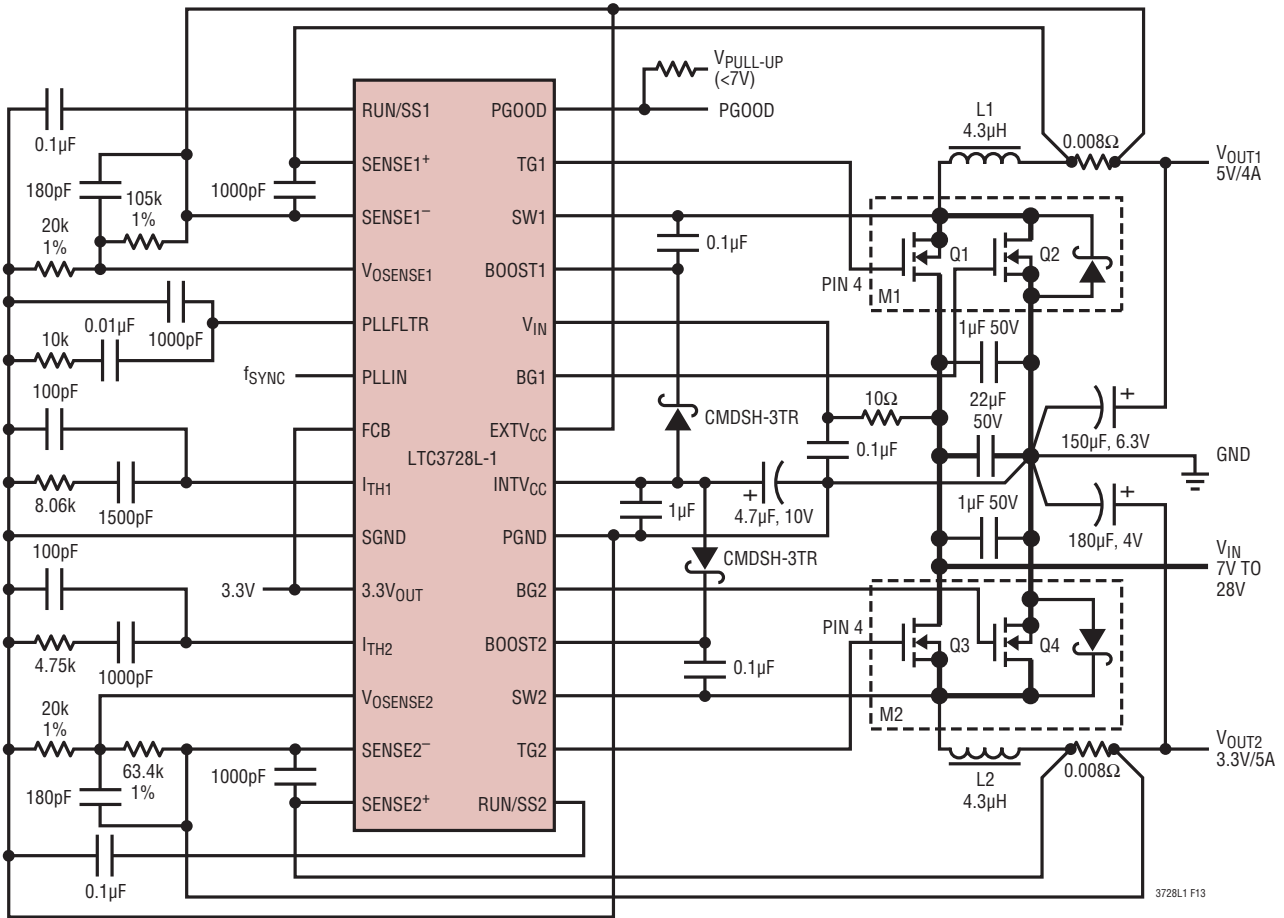 V_PULL-UP
(<7V)
RUN/SS1
PGOOD
PGOOD
L1
4.3µH
0.008Ω
0.1µF
SENSE1+
TG1
V_OUT1
5V/4A
180pF
105k
1%
1000pF
20k
1%
SENSE1–
SW1
0.1µF
Q1
Q2
V_OSENSE1
BOOST1
PIN 4
M1
0.01µF
1000pF
PLLFLTR
V_IN
1µF 50V
10k
f_SYNC
PLLIN
BG1
22µF
50V
100pF
10Ω
CMDSH-3TR
FCB
EXTV_CC
0.1µF
150µF, 6.3V
GND
LTC3728L-1
8.06k
1500pF
I_TH1
INTV_CC
1µF
4.7µF, 10V
1µF 50V
180µF, 4V
SGND
PGND
100pF
CMDSH-3TR
V_IN
7V TO
28V
3.3V
3.3V_OUT
BG2
PIN 4
Q3
Q4
4.75k
1000pF
I_TH2
BOOST2
0.1µF
20k
1%
V_OSENSE2
SW2
M2
63.4k
1%
SENSE2–
TG2
0.008Ω
V_OUT2
3.3V/5A
L2
4.3µH
180pF
1000pF
SENSE2+
RUN/SS2
0.1µF
3728L1 F13